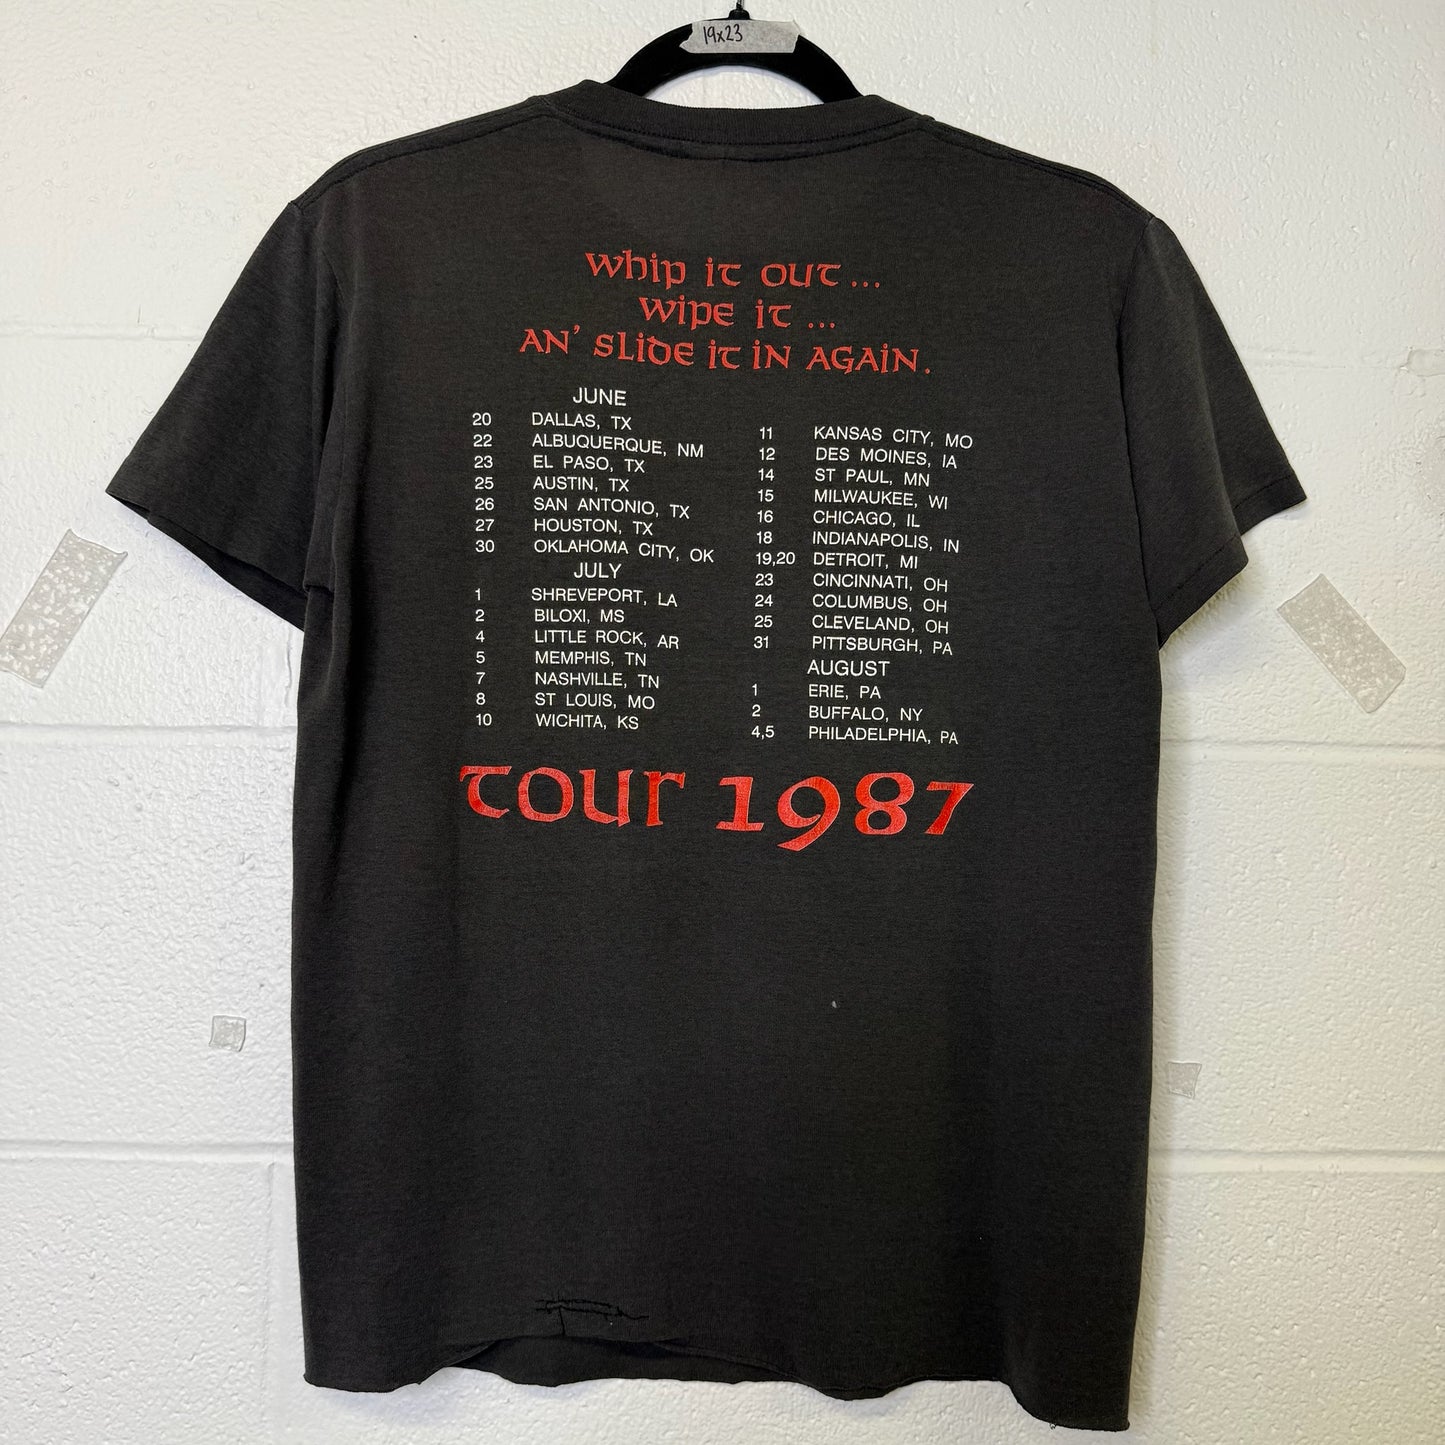 19x23
Whip it out...
Wipe it...
An' Slide it in Again.
JUNE
20 DALLAS, TX
22 ALBUQUERQUE, NM
23 EL PASO, TX
25 AUSTIN, TX
26 SAN ANTONIO, TX
27 HOUSTON, TX
30 OKLAHOMA CITY, OK
JULY
1 SHREVEPORT, LA
2 BILOXI, MS
4 LITTLE ROCK, AR
5 MEMPHIS, TN
7 NASHVILLE, TN
8 ST LOUIS, MO
10 WICHITA, KS
11 KANSAS CITY, MO
12 DES MOINES, IA
14 ST PAUL, MN
15 MILWAUKEE, WI
16 CHICAGO, IL
18 INDIANAPOLIS, IN
19,20 DETROIT, MI
23 CINCINNATI, OH
24 COLUMBUS, OH
25 CLEVELAND, OH
31 PITTSBURGH, PA
AUGUST
1 ERIE, PA
2 BUFFALO, NY
4,5 PHILADELPHIA, PA
Tour 1987